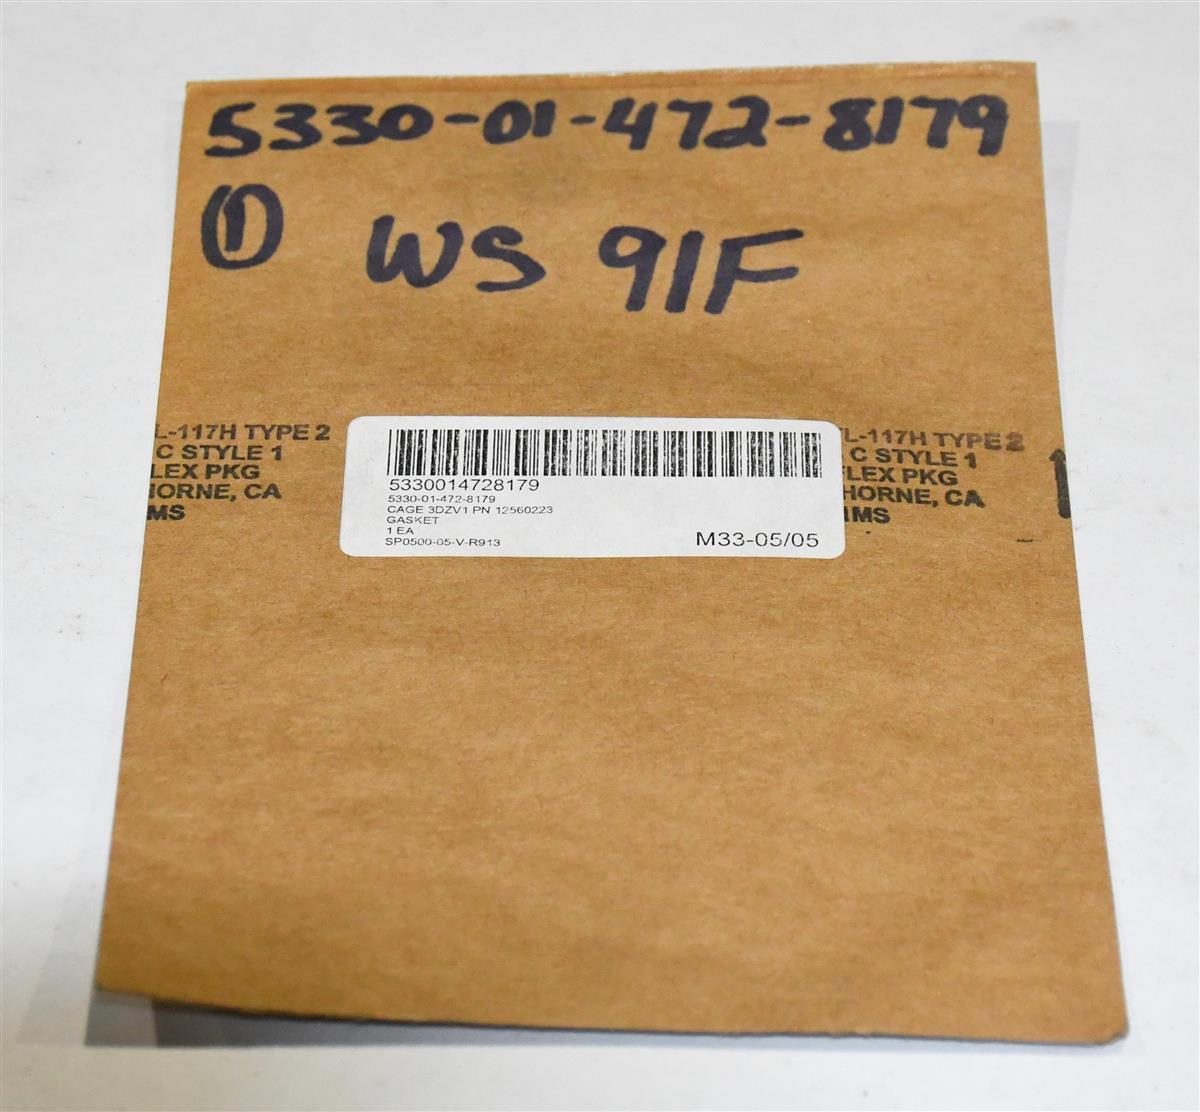 5330-01-472-8179
① WS 91F
L-117H TYPE 2
C STYLE 1
LEX PKG
HORNE, CA
MS
5330014728179
5330-01-472-8179
CAGE 3DZV1 PN 12560223
GASKET
1 EA
SP0500-05-V-R913
M33-05/05
L-117H TYPE 2
C STYLE 1
LEX PKG
HORNE, CA
MS